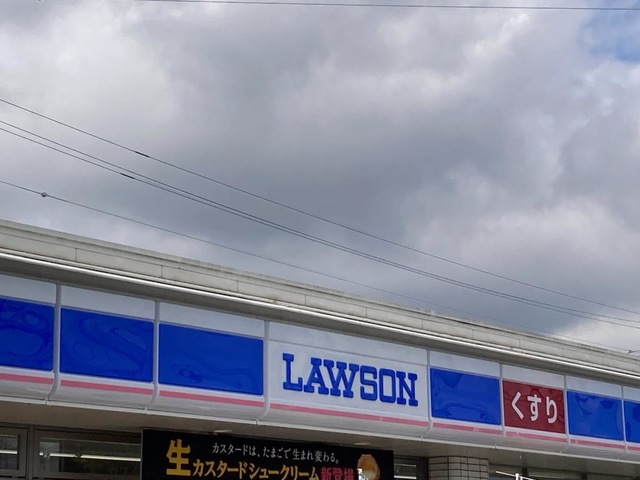 LAWSON
くすり
カスタードは、たまごで生まれ変わる。
生カスタードシュークリーム新登場